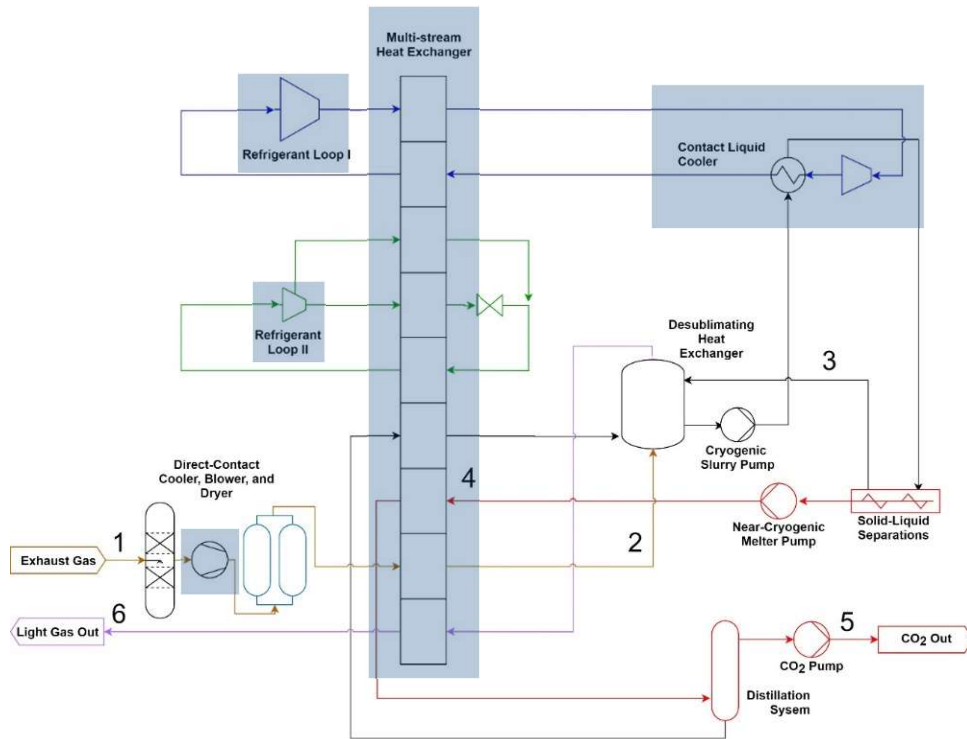 Multi-stream
Heat Exchanger
Refrigerant Loop I
Contact Liquid
Cooler
Refrigerant
Loop II
Desublimating
Heat
Exchanger
3
Cryogenic
Slurry Pump
Direct-Contact
Cooler, Blower, and
Dryer
4
Near-Cryogenic
Melter Pump
Solid-Liquid
Separations
1
Exhaust Gas
2
6
Light Gas Out
5
CO2 Out
CO2 Pump
Distillation
Sysem